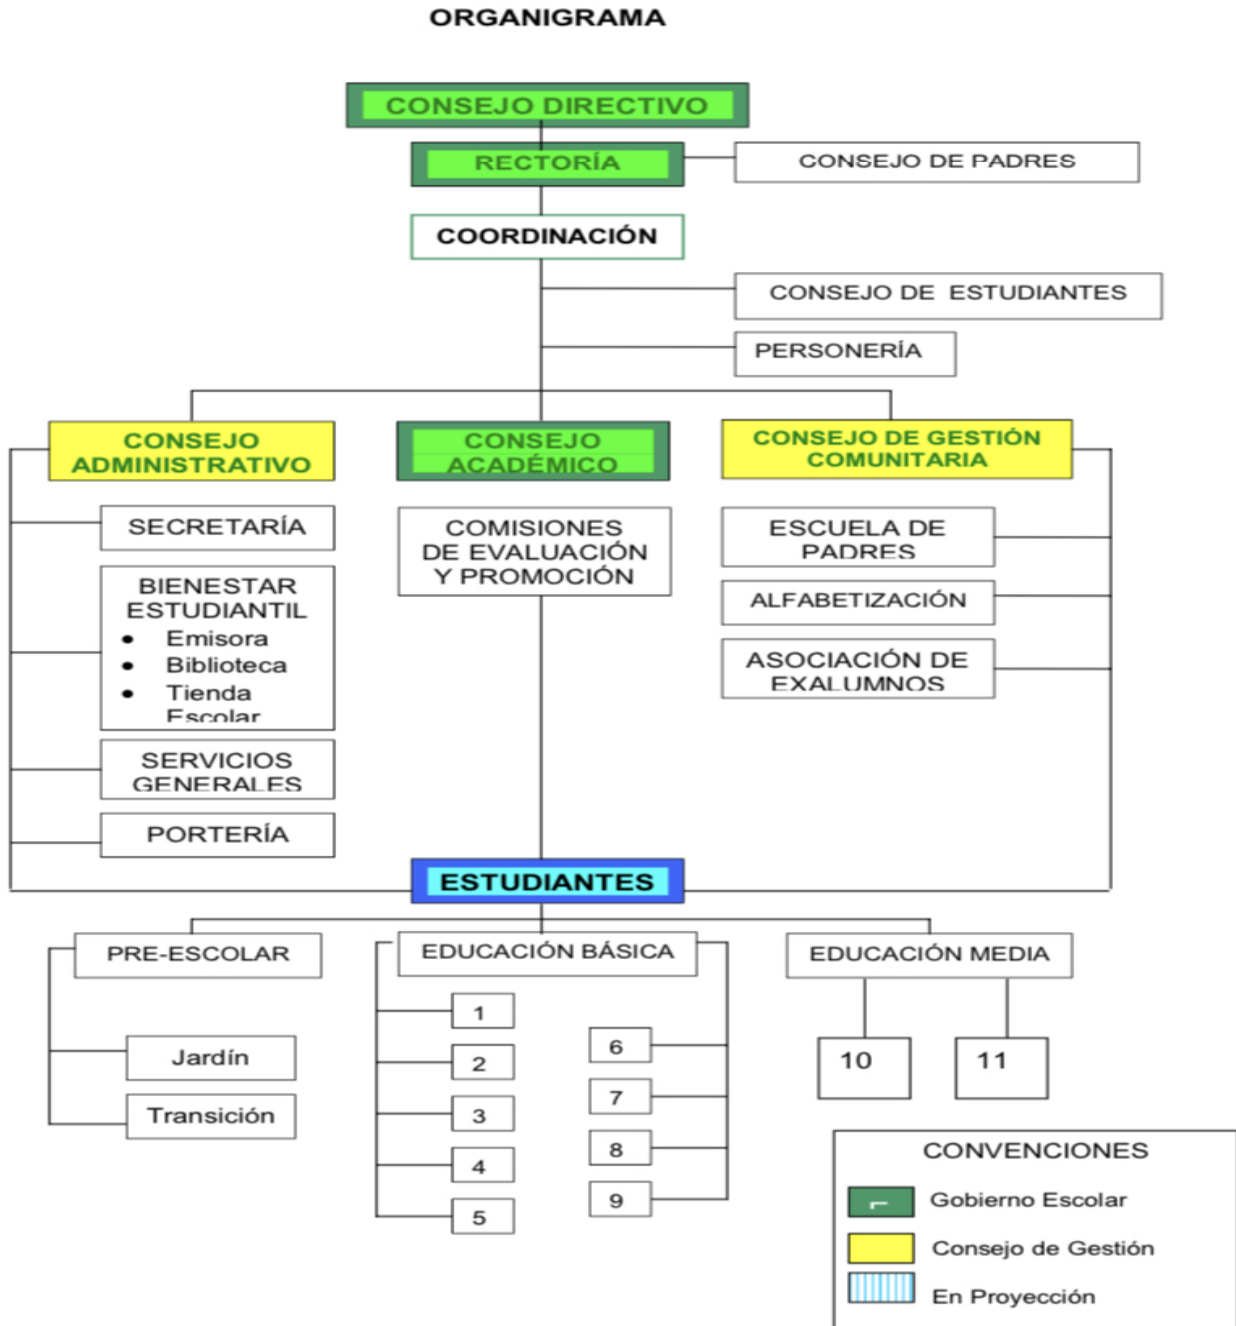 ORGANIGRAMA
CONSEJO DIRECTIVO
RECTORÍA
CONSEJO DE PADRES
COORDINACIÓN
CONSEJO DE ESTUDIANTES
PERSONERÍA
CONSEJO
ADMINISTRATIVO
SECRETARÍA
BIENESTAR
ESTUDIANTIL
• Emisora
• Biblioteca
• Tienda
Escolar
SERVICIOS
GENERALES
PORTERÍA
CONSEJO
ACADÉMICO
COMISIONES
DE EVALUACIÓN
Y PROMOCIÓN
CONSEJO DE GESTIÓN
COMUNITARIA
ESCUELA DE
PADRES
ALFABETIZACIÓN
ASOCIACIÓN DE
EXALUMNOS
ESTUDIANTES
PRE-ESCOLAR
Jardín
Transición
EDUCACIÓN BÁSICA
1
2
3
4
5
6
7
8
9
EDUCACIÓN MEDIA
10
11
CONVENCIONES
Gobierno Escolar
Consejo de Gestión
En Proyección